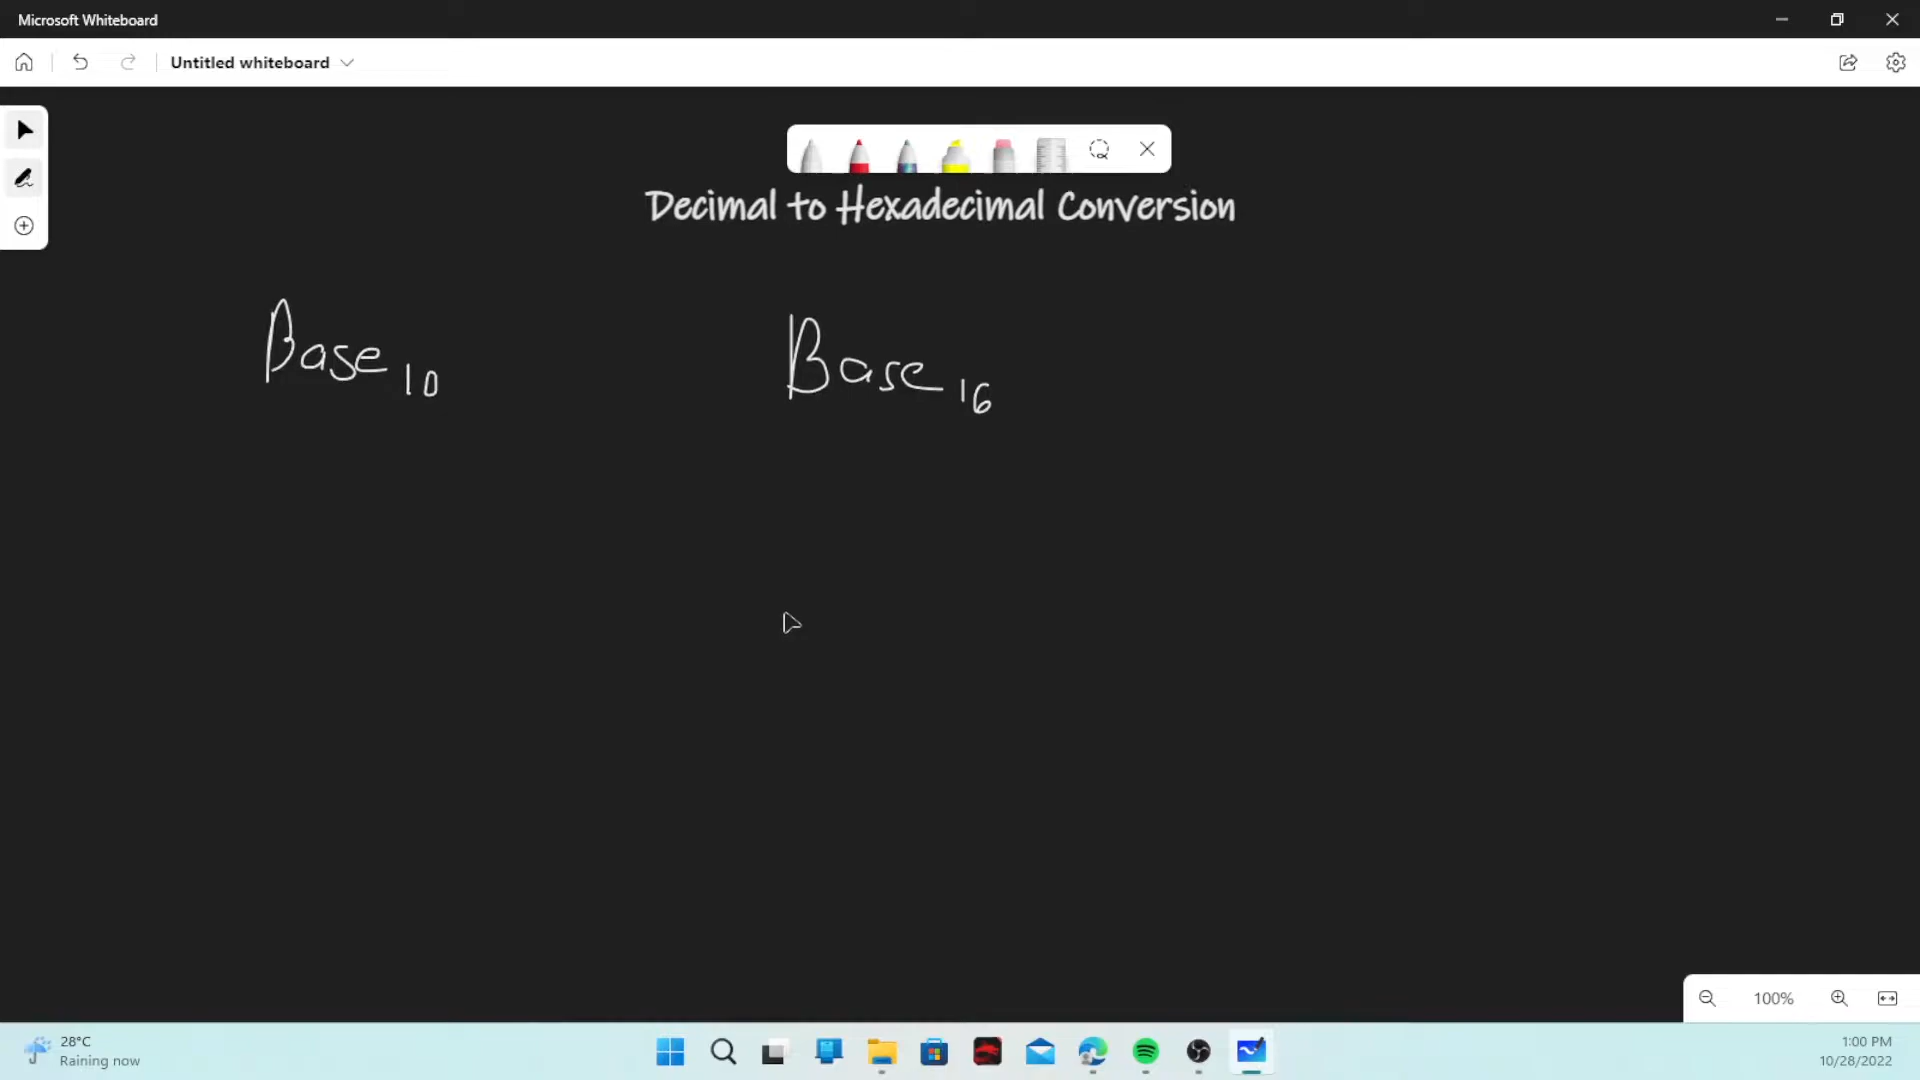 Microsoft Whiteboard
Untitled whiteboard
Decimal to Hexadecimal Conversion
Base 10
Base 16
100%
28°C
Raining now
1:00 PM
10/28/2022